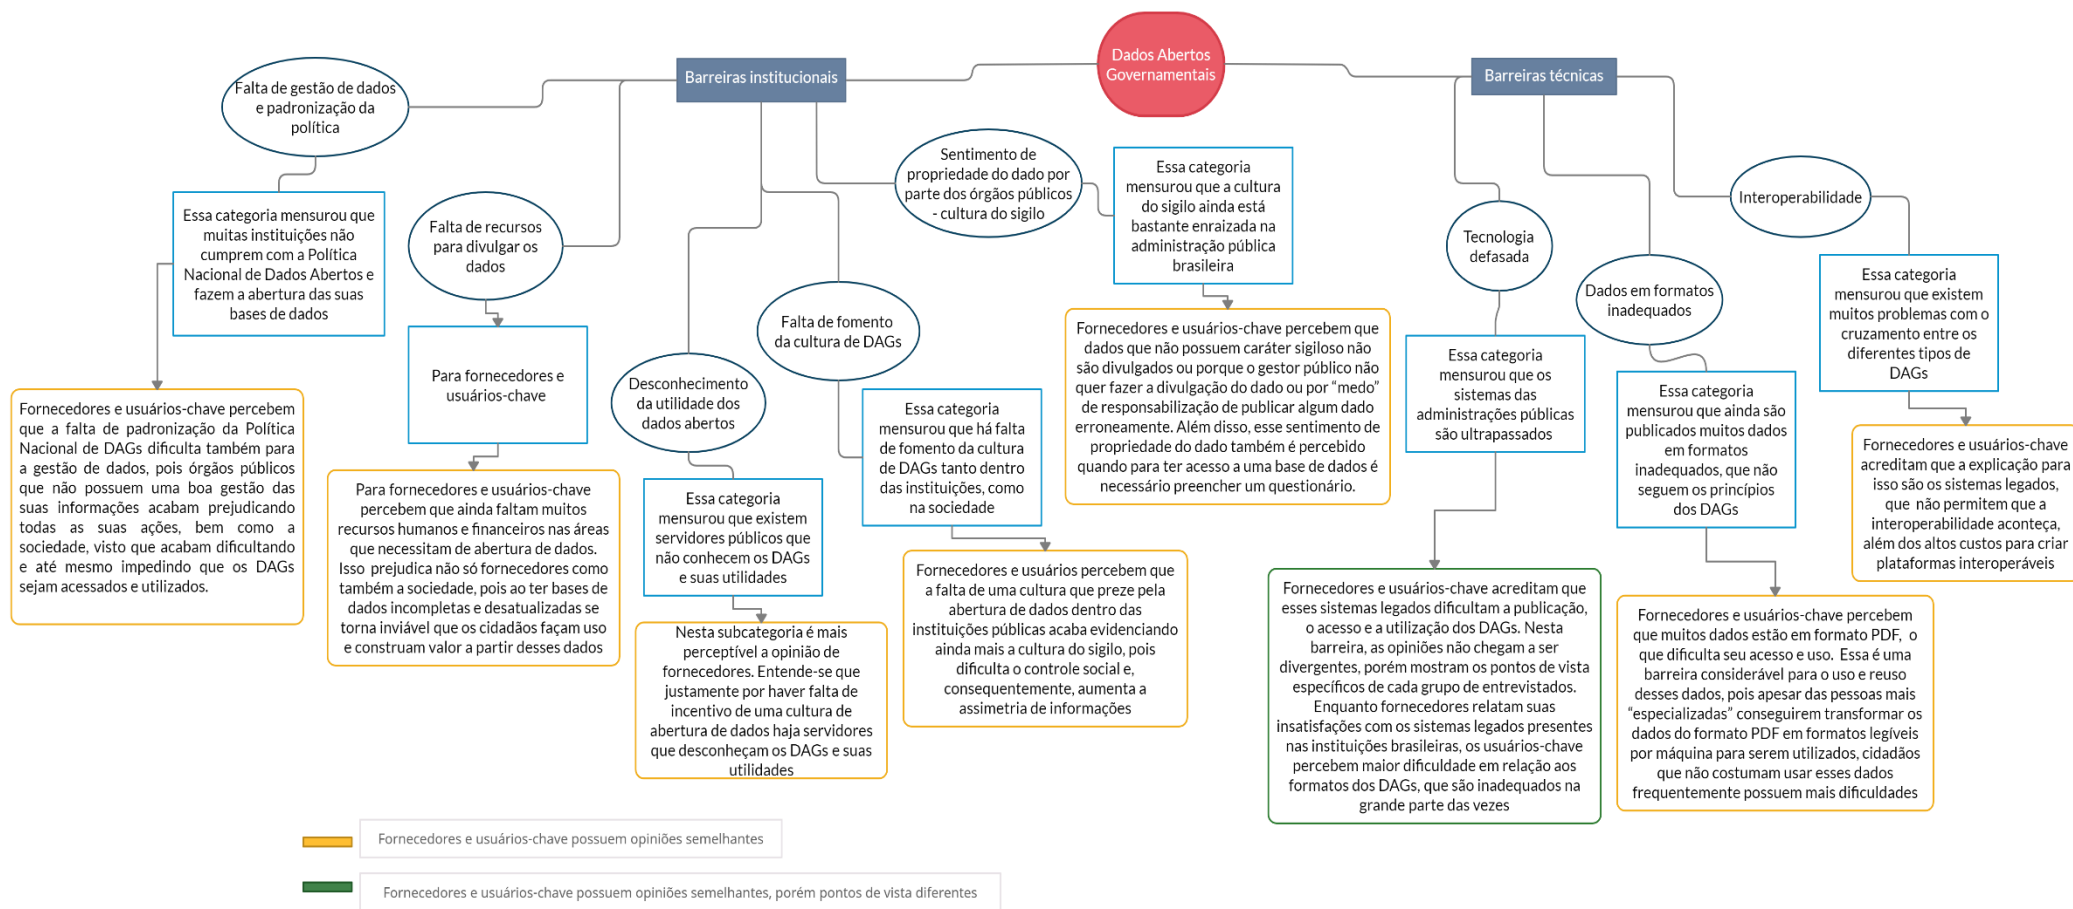 Dados Abertos
Governamentais
Barreiras institucionais
Barreiras técnicas
Falta de gestão de dados
e padronização da
política
Essa categoria mensurou que
muitas instituições não
cumprem com a Política
Nacional de Dados Abertos e
fazem a abertura das suas
bases de dados
Fornecedores e usuários-chave percebem
que a falta de padronização da Política
Nacional de DAGs dificulta também para
a gestão de dados, pois órgãos públicos
que não possuem uma boa gestão das
suas informações acabam prejudicando
todas as suas ações, bem como a
sociedade, visto que acabam dificultando
e até mesmo impedindo que os DAGs
sejam acessados e utilizados.
Falta de recursos
para divulgar os
dados
Para fornecedores e
usuários-chave
Para fornecedores e usuários-chave
percebem que ainda faltam muitos
recursos humanos e financeiros nas áreas
que necessitam de abertura de dados.
Isso prejudica não só fornecedores como
também a sociedade, pois ao ter bases de
dados incompletas e desatualizadas se
torna inviável que os cidadãos façam uso
e construam valor a partir desses dados
Desconhecimento
da utilidade dos
dados abertos
Essa categoria
mensurou que existem
servidores públicos que
não conhecem os DAGs
e suas utilidades
Nesta subcategoria é mais
perceptível a opinião de
fornecedores. Entende-se que
justamente por haver falta de
incentivo de uma cultura de
abertura de dados haja servidores
que desconheçam os DAGs e suas
utilidades
Falta de fomento
da cultura de DAGs
Essa categoria
mensurou que há falta
de fomento da cultura
de DAGs tanto dentro
das instituições, como
na sociedade
Fornecedores e usuários percebem que
a falta de uma cultura que preze pela
abertura de dados dentro das
instituições públicas acaba evidenciando
ainda mais a cultura do sigilo, pois
dificulta o controle social e,
consequentemente, aumenta a
assimetria de informações
Sentimento de
propriedade do dado por
parte dos órgãos públicos
- cultura do sigilo
Essa categoria
mensurou que a cultura
do sigilo ainda está
bastante enraizada na
administração pública
brasileira
Fornecedores e usuários-chave percebem que
dados que não possuem caráter sigiloso não
são divulgados ou porque o gestor público não
quer fazer a divulgação do dado ou por “medo”
de responsabilização de publicar algum dado
erroneamente. Além disso, esse sentimento de
propriedade do dado também é percebido
quando para ter acesso a uma base de dados é
necessário preencher um questionário.
Tecnologia
defasada
Essa categoria
mensurou que os
sistemas das
administrações públicas
são ultrapassados
Fornecedores e usuários-chave acreditam que
esses sistemas legados dificultam a publicação,
o acesso e a utilização dos DAGs. Nesta
barreira, as opiniões não chegam a ser
divergentes, porém mostram os pontos de vista
específicos de cada grupo de entrevistados.
Enquanto fornecedores relatam suas
insatisfações com os sistemas legados presentes
nas instituições brasileiras, os usuários-chave
percebem maior dificuldade em relação aos
formatos dos DAGs, que são inadequados na
grande parte das vezes
Dados em formatos
inadequados
Essa categoria
mensurou que ainda são
publicados muitos dados
em formatos
inadequados, que não
seguem os princípios
dos DAGs
Fornecedores e usuários-chave percebem
que muitos dados estão em formato PDF, o
que dificulta seu acesso e uso. Essa é uma
barreira considerável para o uso e reuso
desses dados, pois apesar das pessoas mais
“especializadas” conseguirem transformar os
dados do formato PDF em formatos legíveis
por máquina para serem utilizados, cidadãos
que não costumam usar esses dados
frequentemente possuem mais dificuldades
Interoperabilidade
Essa categoria
mensurou que existem
muitos problemas com o
cruzamento entre os
diferentes tipos de
DAGs
Fornecedores e usuários-chave
acreditam que a explicação para
isso são os sistemas legados,
que não permitem que a
interoperabilidade aconteça,
além dos altos custos para criar
plataformas interoperáveis
Fornecedores e usuários-chave possuem opiniões semelhantes
Fornecedores e usuários-chave possuem opiniões semelhantes, porém pontos de vista diferentes